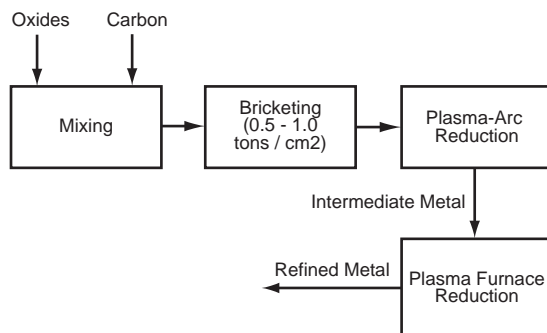 Oxides
Carbon
Mixing
Bricketing
(0.5 - 1.0
tons / cm2)
Plasma-Arc
Reduction
Intermediate Metal
Refined Metal
Plasma Furnace
Reduction